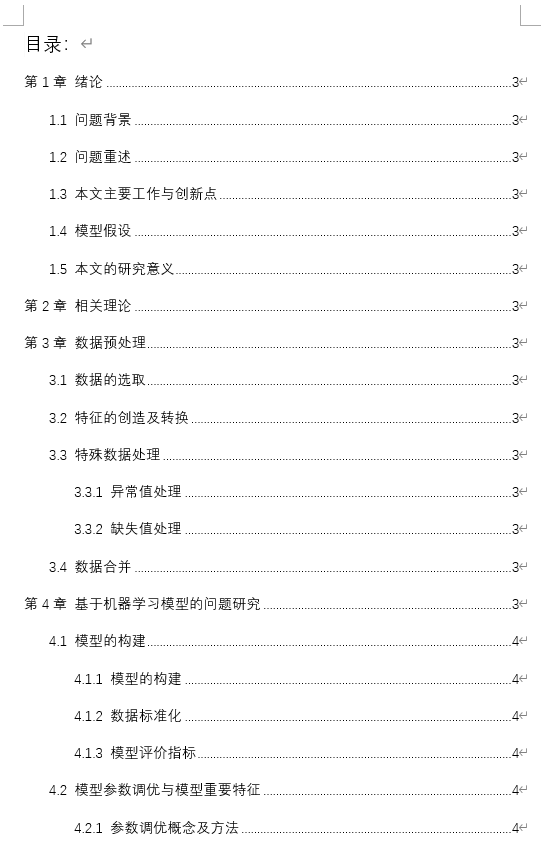 目录：
第 1 章 绪论 3
1.1 问题背景 3
1.2 问题重述 3
1.3 本文主要工作与创新点 3
1.4 模型假设 3
1.5 本文的研究意义 3
第 2 章 相关理论 3
第 3 章 数据预处理 3
3.1 数据的选取 3
3.2 特征的创造及转换 3
3.3 特殊数据处理 3
3.3.1 异常值处理 3
3.3.2 缺失值处理 3
3.4 数据合并 3
第 4 章 基于机器学习模型的问题研究 3
4.1 模型的构建 4
4.1.1 模型的构建 4
4.1.2 数据标准化 4
4.1.3 模型评价指标 4
4.2 模型参数调优与模型重要特征 4
4.2.1 参数调优概念及方法 4